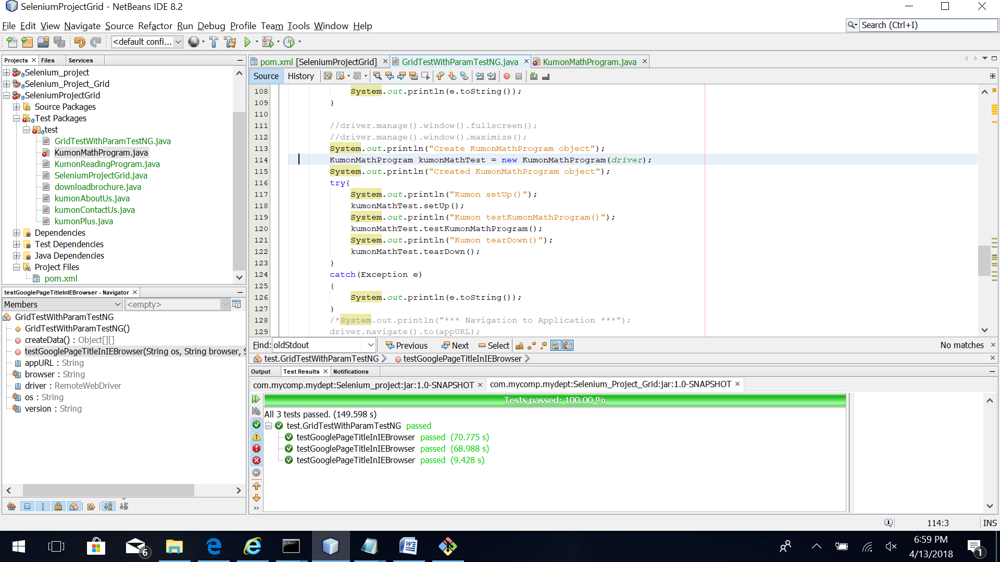 SeleniumProjectGrid - NetBeans IDE 8.2
File Edit View Navigate Source Refactor Run Debug Profile Team Tools Window Help
Search (Ctrl+I)
<default confi...
Projects Files Services
Selenium_project
Selenium_Project_Grid
SeleniumProjectGrid
Source Packages
Test Packages
test
GridTestWithParamTestNG.java
KumonMathProgram.java
KumonReadingProgram.java
SeleniumProjectGrid.java
downloadbrochure.java
kumonAboutUs.java
kumonContactUs.java
kumonPlus.java
Dependencies
Test Dependencies
Java Dependencies
Project Files
pom.xml
testGooglePageTitleInIEBrowser - Navigator
Members <empty>
GridTestWithParamTestNG
GridTestWithParamTestNG()
createData() : Object[][]
testGooglePageTitleInIEBrowser(String os, String browser, S
appURL : String
browser : String
driver : RemoteWebDriver
os : String
version : String
pom.xml [SeleniumProjectGrid] GridTestWithParamTestNG.java KumonMathProgram.java
Source History
108 System.out.println(e.toString());
109 }
110
111 //driver.manage().window().fullscreen();
112 //driver.manage().window().maximize();
113 System.out.println("Create KumonMathProgram object");
114 KumonMathProgram kumonMathTest = new KumonMathProgram(driver);
115 System.out.println("Created KumonMathProgram object");
116 try{
117 System.out.println("Kumon setUp()");
118 kumonMathTest.setUp();
119 System.out.println("Kumon testKumonMathProgram()");
120 kumonMathTest.testKumonMathProgram();
121 System.out.println("Kumon tearDown()");
122 kumonMathTest.tearDown();
123 }
124 catch(Exception e)
125 {
126 System.out.println(e.toString());
127 }
128 /*System.out.println("*** Navigation to Application ***");
129 driver.navigate().to(appURL);
Find: oldStdout Previous Next Select No matches
test.GridTestWithParamTestNG testGooglePageTitleInIEBrowser
Output Test Results Notifications
com.mycomp.mydept:Selenium_project:jar:1.0-SNAPSHOT com.mycomp.mydept:Selenium_Project_Grid:jar:1.0-SNAPSHOT
Tests passed: 100.00 %
All 3 tests passed. (149.598 s)
test.GridTestWithParamTestNG passed
testGooglePageTitleInIEBrowser passed (70.775 s)
testGooglePageTitleInIEBrowser passed (68.988 s)
testGooglePageTitleInIEBrowser passed (9.428 s)
114:3 INS
6
6:59 PM
4/13/2018
1